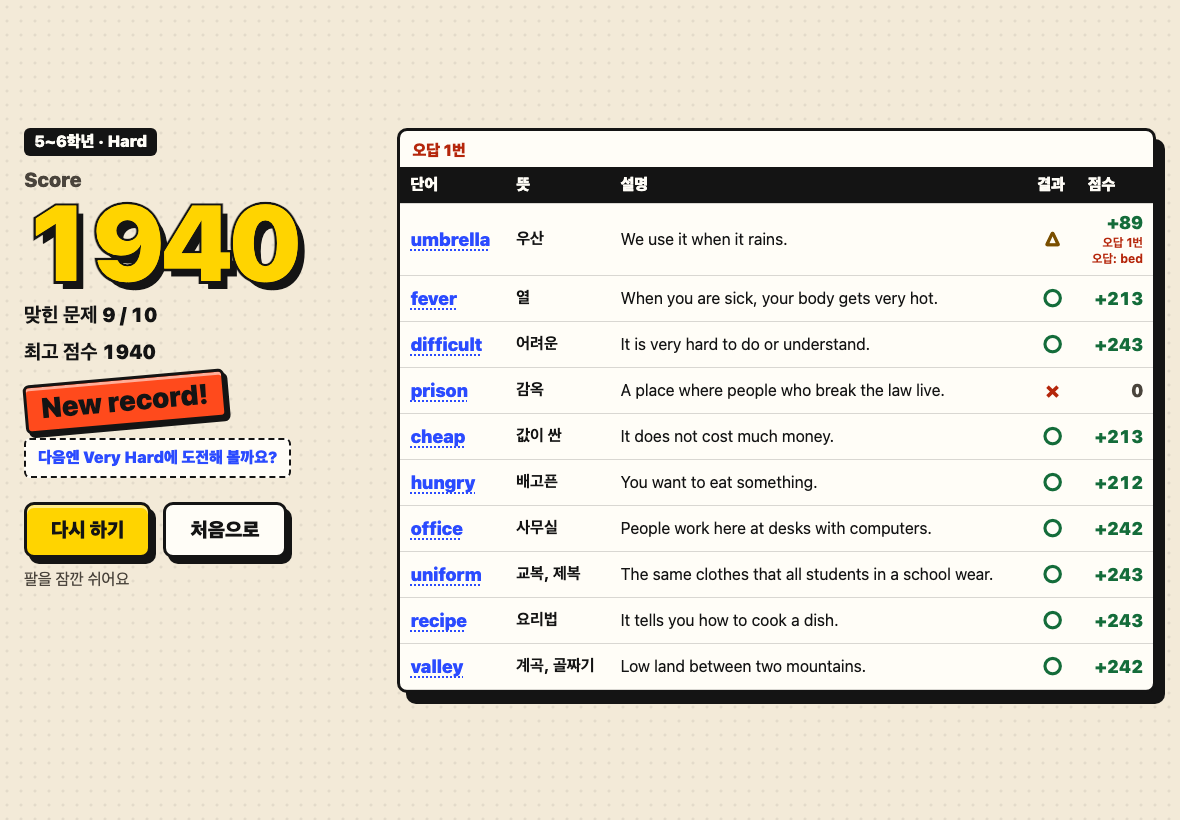 5~6학년 · Hard
Score
1940
맞힌 문제 9 / 10
최고 점수 1940
New record!
다음엔 Very Hard에 도전해 볼까요?
다시 하기 처음으로
팔을 잠깐 쉬어요
오답 1번
단어 뜻 설명 결과 점수
umbrella 우산 We use it when it rains. △ +89
오답 1번
오답: bed
fever 열 When you are sick, your body gets very hot. O +213
difficult 어려운 It is very hard to do or understand. O +243
prison 감옥 A place where people who break the law live. × 0
cheap 값이 싼 It does not cost much money. O +213
hungry 배고픈 You want to eat something. O +212
office 사무실 People work here at desks with computers. O +242
uniform 교복, 제복 The same clothes that all students in a school wear. O +243
recipe 요리법 It tells you how to cook a dish. O +243
valley 계곡, 골짜기 Low land between two mountains. O +242